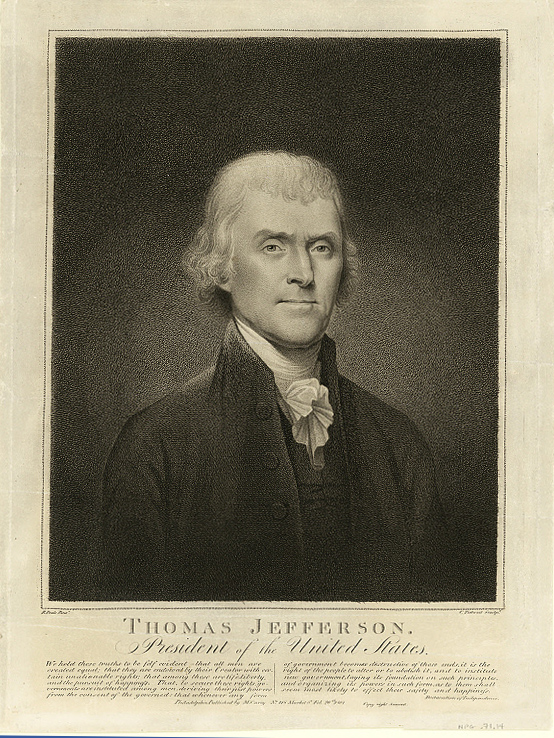 R. Peale Pinxt.
C. Tiebout sculpt.
THOMAS JEFFERSON.
President of the United States.
We hold these truths to be self evident-that all men are
created equal; that they are endowed by their Creator with cer-
tain unalienable rights; that among these are life, liberty,
and the pursuit of happiness. That, to secure these rights go-
vernments are instituted among men, deriving their just powers
from the consent of the governed: that whenever any form
of government becomes destructive of these ends, it is the
right of the people to alter or to abolish it, and to institute
new government, laying its foundation on such principles,
and organizing its powers in such form, as to them shall
seem most likely to effect their safety and happiness.
Declaration of Independence.
Philadelphia Published by M. Carey No. 118 Market St. Feb. 20th 1801
Copy right Secured